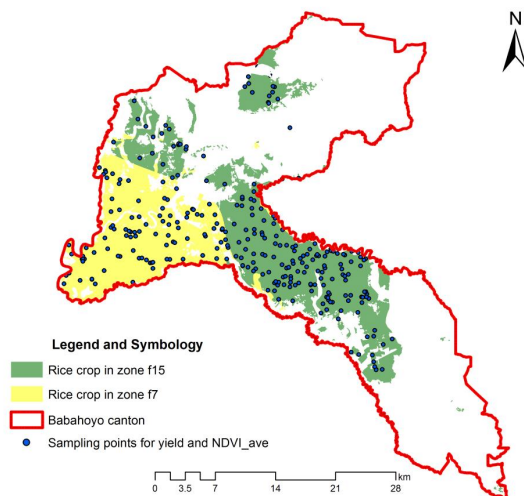 N
Legend and Symbology
Rice crop in zone f15
Rice crop in zone f7
Babahoyo canton
Sampling points for yield and NDVI_ave
km
0 3.5 7 14 21 28